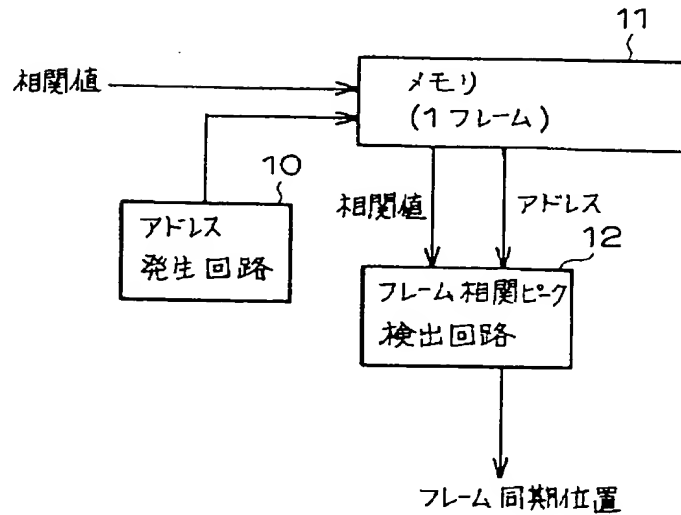 11
相関値
メモリ
(1フレーム)
10
アドレス
発生回路
相関値
アドレス
12
フレーム相関ピーク
検出回路
フレーム同期位置